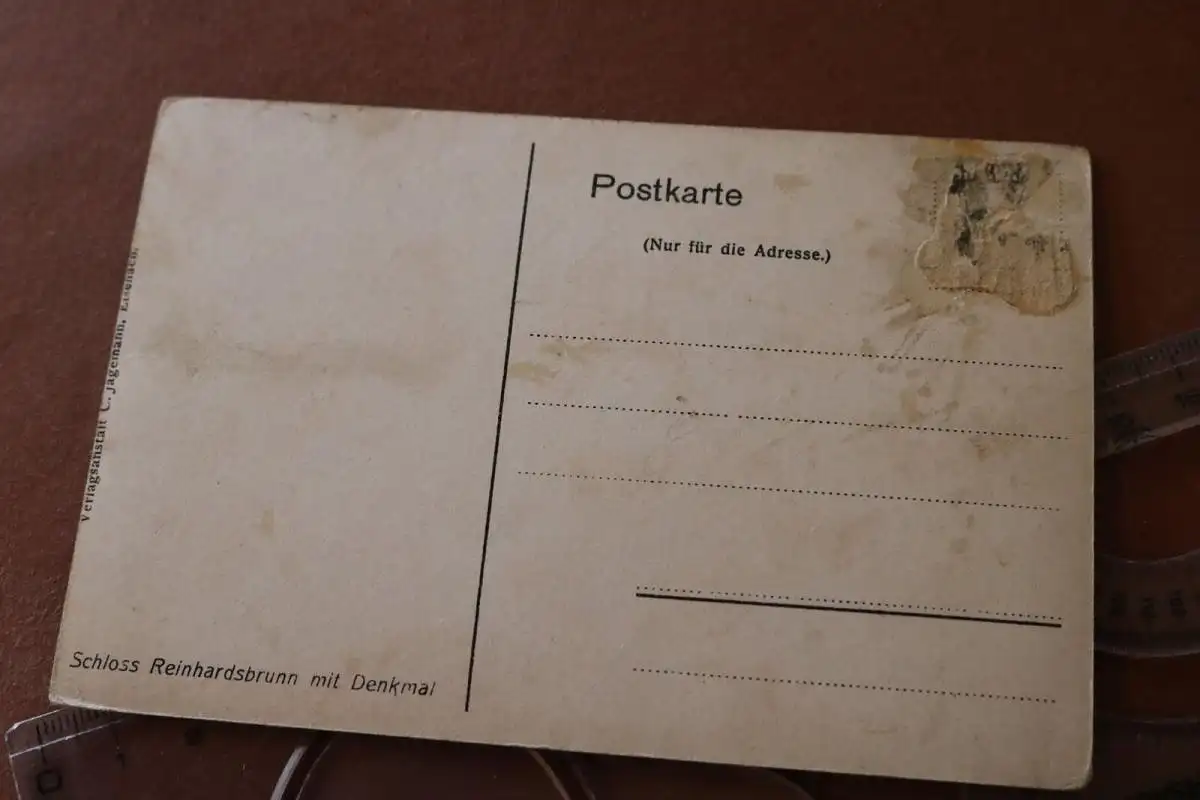 Postkarte
(Nur für die Adresse.)
Verlagsanstalt C. Jagemann, Eisenach.
Schloss Reinhardsbrunn mit Denkmal